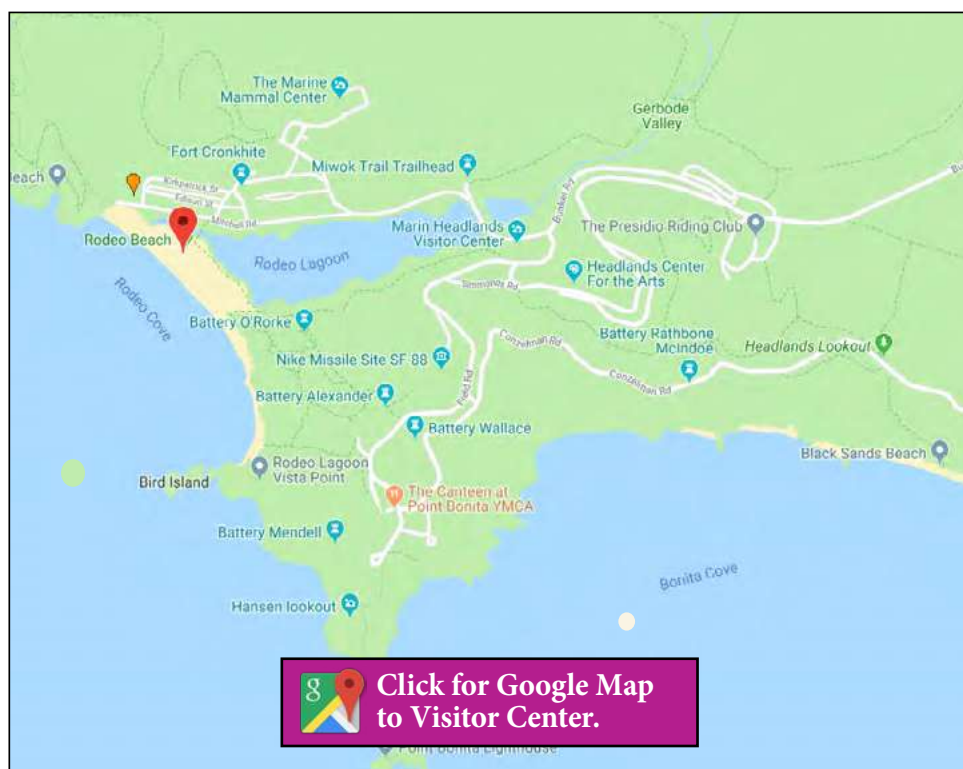 The Marine
Mammal Center
Gerbode
Valley
Fort Cronkhite
Miwok Trail Trailhead
Beach
Kirkpatrick St
Edison St
Mitchell Rd
Bunker Rd
Marin Headlands
Visitor Center
The Presidio Riding Club
Rodeo Beach
Rodeo Lagoon
Headlands Center
For the Arts
Rodeo Cove
Simmonds Rd
Battery O'Rorke
Conzelman Rd
Battery Rathbone
McIndoe
Headlands Lookout
Nike Missile Site SF 88
Conzelman Rd
Field Rd
Battery Alexander
Battery Wallace
Black Sands Beach
Rodeo Lagoon
Vista Point
Bird Island
The Canteen at
Point Bonita YMCA
Battery Mendell
Bonita Cove
Hansen lookout
g
Click for Google Map
to Visitor Center.
Point Bonita Lighthouse